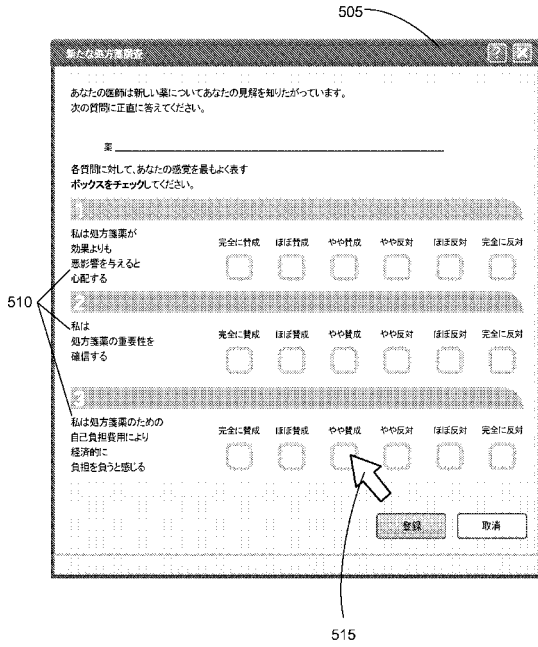 505
新たな処方箋調査
? X
あなたの医師は新しい薬についてあなたの見解を知りたがっています。
次の質問に正直に答えてください。
薬
各質問に対して、あなたの感覚を最もよく表す
ボックスをチェックしてください。
1
私は処方箋薬が
効果よりも
悪影響を与えると
心配する
完全に賛成 ほぼ賛成 やや賛成 やや反対 ほぼ反対 完全に反対
510
2
私は
処方箋薬の重要性を
確信する
完全に賛成 ほぼ賛成 やや賛成 やや反対 ほぼ反対 完全に反対
3
私は処方箋薬のための
自己負担費用により
経済的に
負担を負うと感じる
完全に賛成 ほぼ賛成 やや賛成 やや反対 ほぼ反対 完全に反対
登録 取消
515